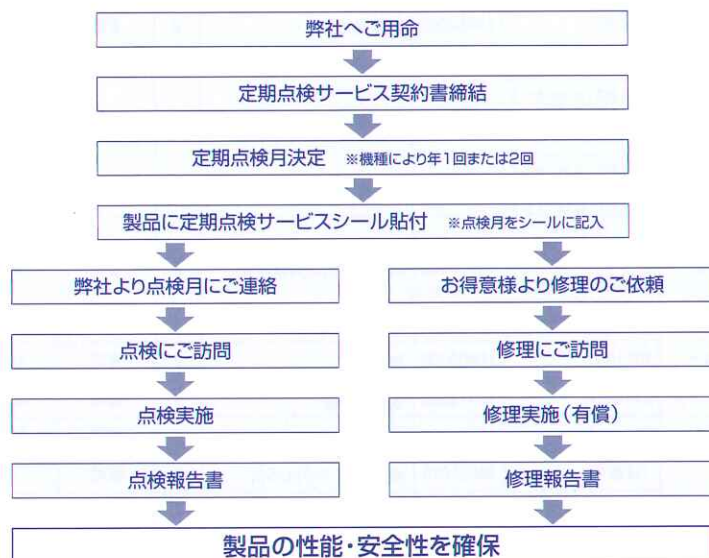 弊社へご用命
定期点検サービス契約書締結
定期点検月決定 ※機種により年1回または2回
製品に定期点検サービスシール貼付 ※点検月をシールに記入
弊社より点検月にご連絡
点検にご訪問
点検実施
点検報告書
お得意様より修理のご依頼
修理にご訪問
修理実施(有償)
修理報告書
製品の性能・安全性を確保